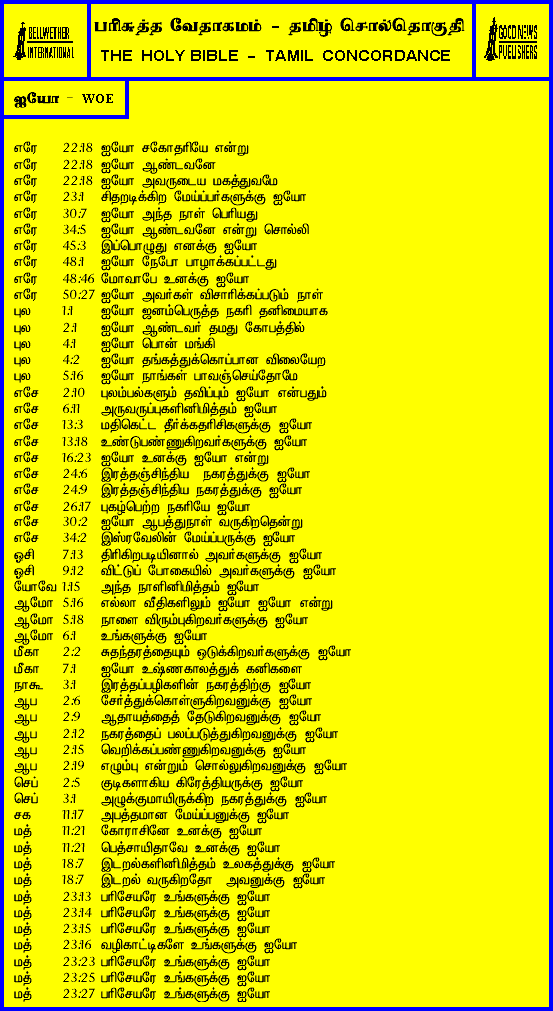 BELLWETHER INTERNATIONAL
பரிசுத்த வேதாகமம் - தமிழ் சொல்தொகுதி
THE HOLY BIBLE - TAMIL CONCORDANCE
GOOD NEWS PUBLISHERS
ஐயோ - WOE
எரே 22:18 ஐயோ சகோதரியே என்று
எரே 22:18 ஐயோ ஆண்டவனே
எரே 22:18 ஐயோ அவருடைய மகத்துவமே
எரே 23:1 சிதறடிக்கிற மேய்ப்பர்களுக்கு ஐயோ
எரே 30:7 ஐயோ அந்த நாள் பெரியது
எரே 34:5 ஐயோ ஆண்டவனே என்று சொல்லி
எரே 45:3 இப்பொழுது எனக்கு ஐயோ
எரே 48:1 ஐயோ நேபோ பாழாக்கப்பட்டது
எரே 48:46 மோவாபே உனக்கு ஐயோ
எரே 50:27 ஐயோ அவர்கள் விசாரிக்கப்படும் நாள்
புல 1:1 ஐயோ ஜனம்பெருத்த நகரி தனிமையாக
புல 2:1 ஐயோ ஆண்டவர் தமது கோபத்தில்
புல 4:1 ஐயோ பொன் மங்கி
புல 4:2 ஐயோ தங்கத்துக்கொப்பான விலையேற
புல 5:16 ஐயோ நாங்கள் பாவஞ்செய்தோமே
எசே 2:10 புலம்பல்களும் தவிப்பும் ஐயோ என்பதும்
எசே 6:11 அருவருப்புகளினிமித்தம் ஐயோ
எசே 13:3 மதிகெட்ட தீர்க்கதரிசிகளுக்கு ஐயோ
எசே 13:18 உண்டுபண்ணுகிறவர்களுக்கு ஐயோ
எசே 16:23 ஐயோ உனக்கு ஐயோ என்று
எசே 24:6 இரத்தஞ்சிந்திய நகரத்துக்கு ஐயோ
எசே 24:9 இரத்தஞ்சிந்திய நகரத்துக்கு ஐயோ
எசே 26:17 புகழ்பெற்ற நகரியே ஐயோ
எசே 30:2 ஐயோ ஆபத்துநாள் வருகிறதென்று
எசே 34:2 இஸ்ரவேலின் மேய்ப்பருக்கு ஐயோ
ஓசி 7:13 திரிகிறபடியினால் அவர்களுக்கு ஐயோ
ஓசி 9:12 விட்டுப் போகையில் அவர்களுக்கு ஐயோ
யோவே 1:15 அந்த நாளினிமித்தம் ஐயோ
ஆமோ 5:16 எல்லா வீதிகளிலும் ஐயோ ஐயோ என்று
ஆமோ 5:18 நாளை விரும்புகிறவர்களுக்கு ஐயோ
ஆமோ 6:1 உங்களுக்கு ஐயோ
மீகா 2:2 சுதந்தரத்தையும் ஒடுக்கிறவர்களுக்கு ஐயோ
மீகா 7:1 ஐயோ உஷ்ணகாலத்துக் கனிகளை
நாகூ 3:1 இரத்தப்பழிகளின் நகரத்திற்கு ஐயோ
ஆப 2:6 சேர்த்துக்கொள்ளுகிறவனுக்கு ஐயோ
ஆப 2:9 ஆதாயத்தைத் தேடுகிறவனுக்கு ஐயோ
ஆப 2:12 நகரத்தைப் பலப்படுத்துகிறவனுக்கு ஐயோ
ஆப 2:15 வெறிக்கப்பண்ணுகிறவனுக்கு ஐயோ
ஆப 2:19 எழும்பு என்றும் சொல்லுகிறவனுக்கு ஐயோ
செப் 2:5 குடிகளாகிய கிரேத்தியருக்கு ஐயோ
செப் 3:1 அழுக்குமாயிருக்கிற நகரத்துக்கு ஐயோ
சக 11:17 அபத்தமான மேய்ப்பனுக்கு ஐயோ
மத் 11:21 கோராசினே உனக்கு ஐயோ
மத் 11:21 பெத்சாயிதாவே உனக்கு ஐயோ
மத் 18:7 இடறல்களினிமித்தம் உலகத்துக்கு ஐயோ
மத் 18:7 இடறல் வருகிறதோ அவனுக்கு ஐயோ
மத் 23:13 பரிசேயரே உங்களுக்கு ஐயோ
மத் 23:14 பரிசேயரே உங்களுக்கு ஐயோ
மத் 23:15 பரிசேயரே உங்களுக்கு ஐயோ
மத் 23:16 வழிகாட்டிகளே உங்களுக்கு ஐயோ
மத் 23:23 பரிசேயரே உங்களுக்கு ஐயோ
மத் 23:25 பரிசேயரே உங்களுக்கு ஐயோ
மத் 23:27 பரிசேயரே உங்களுக்கு ஐயோ